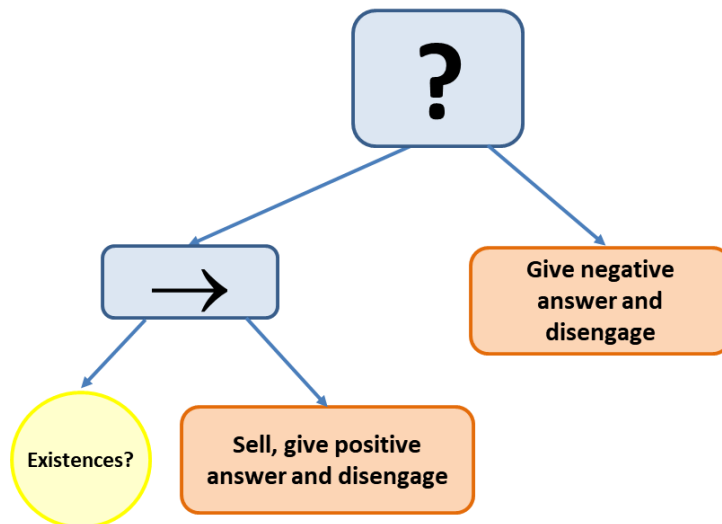 ?
→
Give negative
answer and
disengage
Existences?
Sell, give positive
answer and disengage